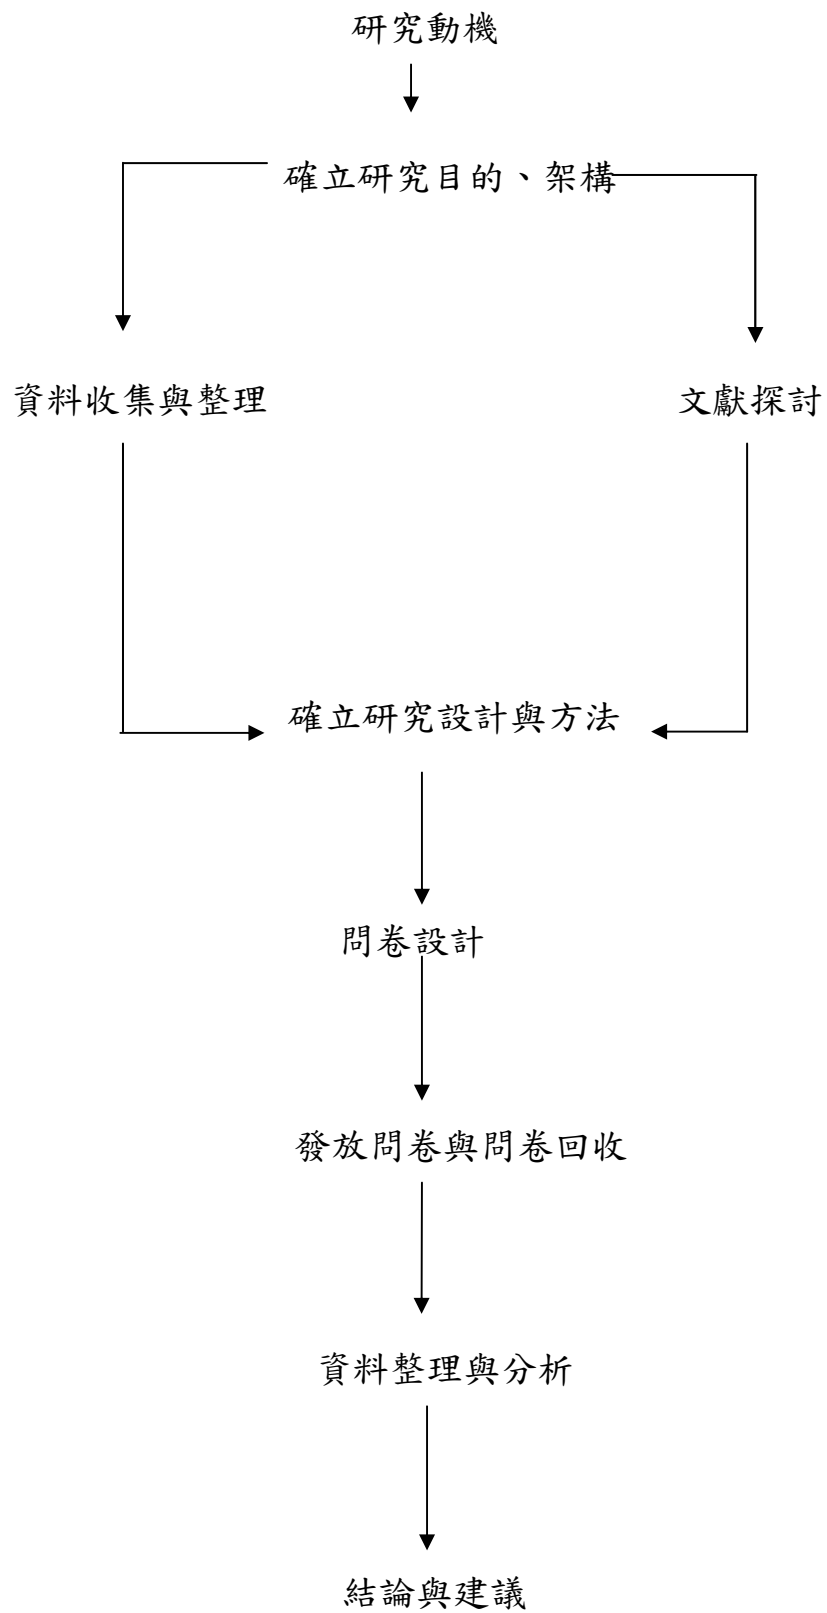 研究動機
確立研究目的、架構
資料收集與整理
文獻探討
確立研究設計與方法
問卷設計
發放問卷與問卷回收
資料整理與分析
結論與建議